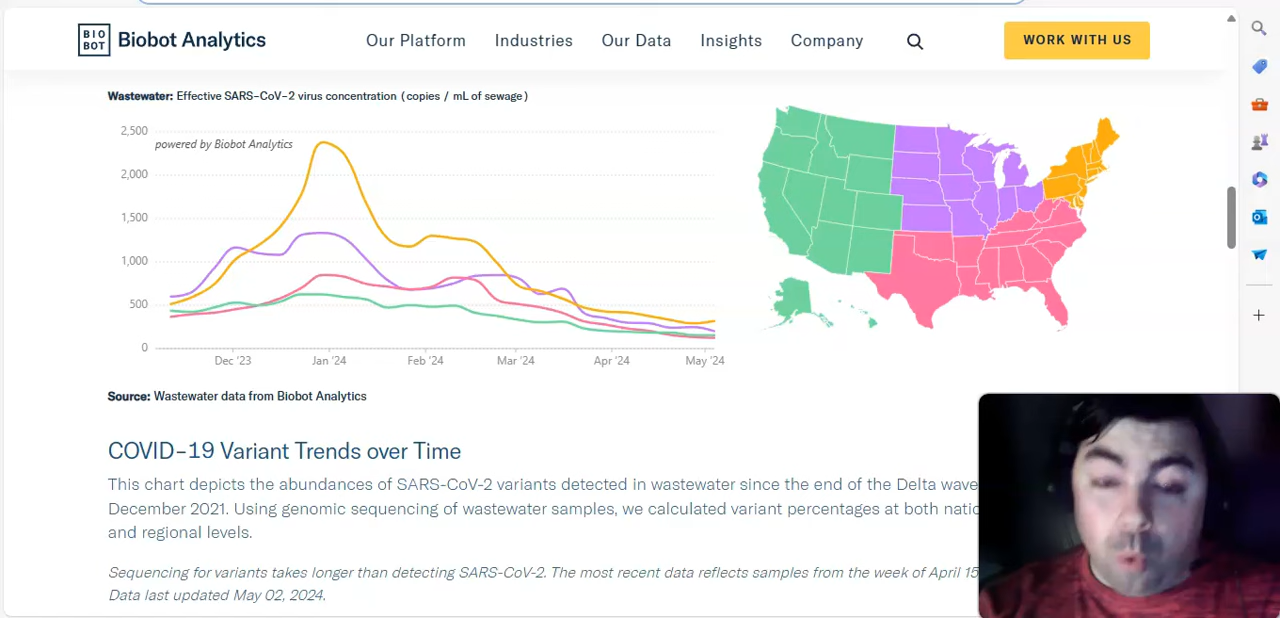 BIO
BOT
Biobot Analytics
Our Platform
Industries
Our Data
Insights
Company
WORK WITH US
Wastewater: Effective SARS-CoV-2 virus concentration (copies / mL of sewage)
2,500
powered by Biobot Analytics
2,000
1,500
1,000
500
0
Dec '23
Jan '24
Feb '24
Mar '24
Apr '24
May '24
Source: Wastewater data from Biobot Analytics
COVID-19 Variant Trends over Time
This chart depicts the abundances of SARS-CoV-2 variants detected in wastewater since the end of the Delta wave
December 2021. Using genomic sequencing of wastewater samples, we calculated variant percentages at both natio
and regional levels.
Sequencing for variants takes longer than detecting SARS-CoV-2. The most recent data reflects samples from the week of April 15
Data last updated May 02, 2024.